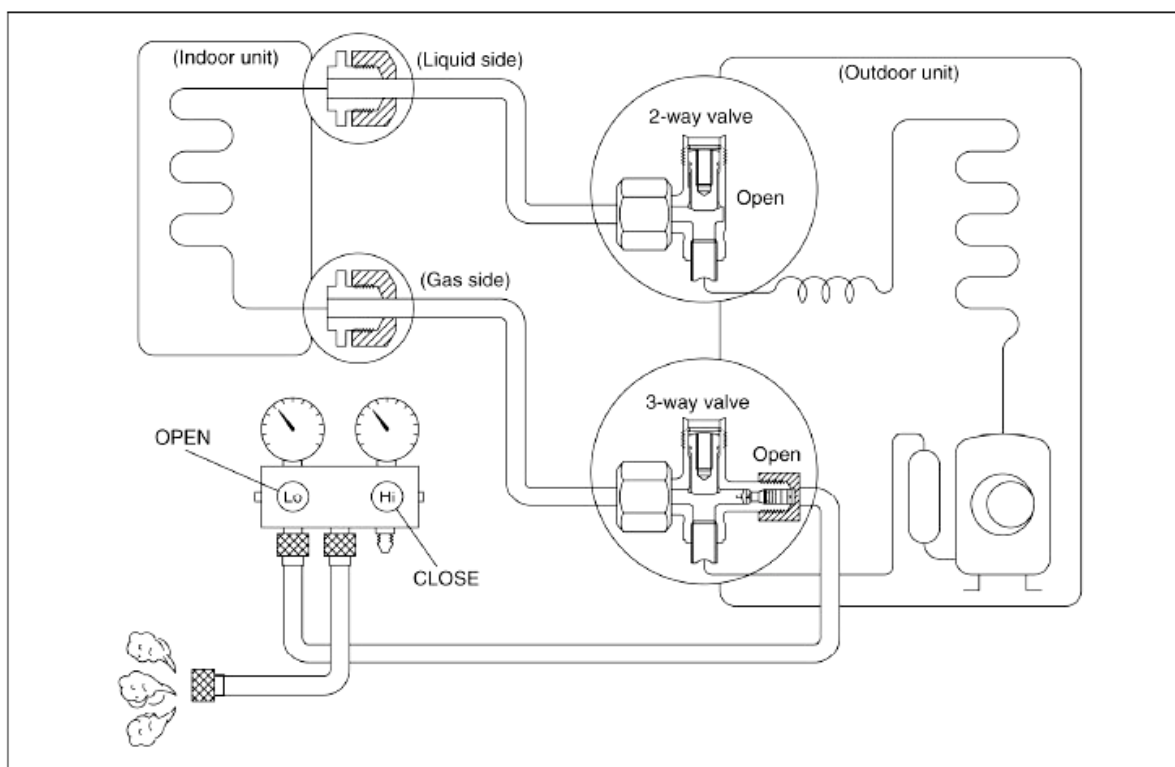 (Indoor unit)
(Liquid side)
(Outdoor unit)
2-way valve
Open
(Gas side)
3-way valve
Open
OPEN
Lo
Hi
CLOSE